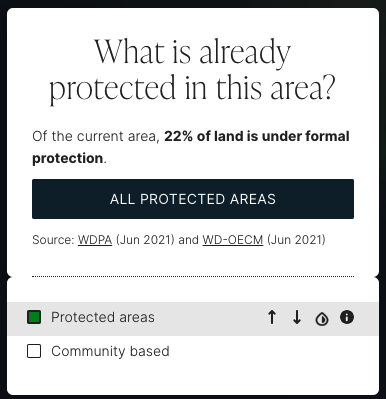 What is already
protected in this area?
Of the current area, 22% of land is under formal
protection.
ALL PROTECTED AREAS
Source: WDPA (Jun 2021) and WD-OECM (Jun 2021)
Protected areas
Community based